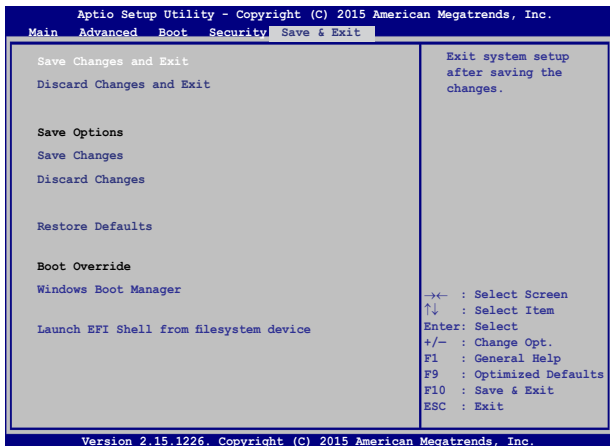 Aptio Setup Utility - Copyright (C) 2015 American Megatrends, Inc.
Main Advanced Boot Security Save & Exit
Save Changes and Exit
Discard Changes and Exit
Save Options
Save Changes
Discard Changes
Restore Defaults
Boot Override
Windows Boot Manager
Launch EFI Shell from filesystem device
Exit system setup
after saving the
changes.
→← : Select Screen
↑↓ : Select Item
Enter: Select
+/— : Change Opt.
F1 : General Help
F9 : Optimized Defaults
F10 : Save & Exit
ESC : Exit
Version 2.15.1226. Copyright (C) 2015 American Megatrends, Inc.